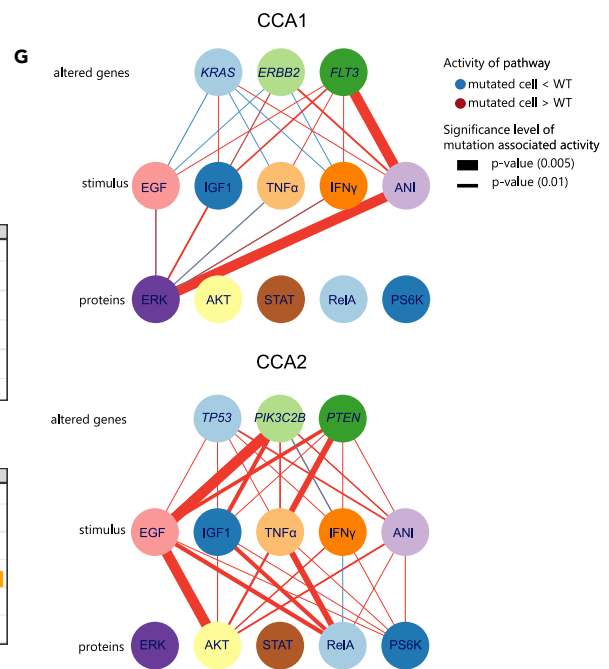 CCA1
G
altered genes
KRAS ERBB2 FLT3
Activity of pathway
mutated cell < WT
mutated cell > WT
Significance level of
mutation associated activity
p-value (0.005)
p-value (0.01)
stimulus
EGF IGF1 TNFα IFNγ ANI
proteins
ERK AKT STAT RelA PS6K
CCA2
altered genes
TP53 PIK3C2B PTEN
stimulus
EGF IGF1 TNFα IFNγ ANI
proteins
ERK AKT STAT RelA PS6K